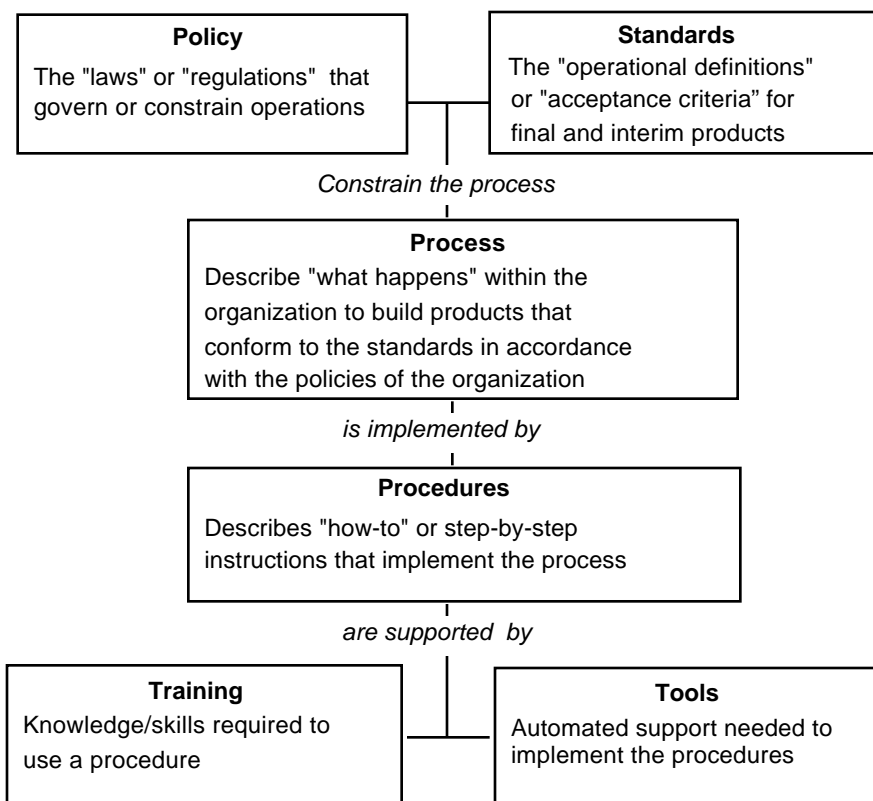 Policy
The "laws" or "regulations"  that
govern or constrain operations
Standards
The "operational definitions"
or "acceptance criteria” for
final and interim products
Constrain the process
Process
Describe "what happens" within the
organization to build products that
conform to the standards in accordance
with the policies of the organization
is implemented by
Procedures
Describes "how-to" or step-by-step
instructions that implement the process
are supported  by
Training
Knowledge/skills required to
use a procedure
Tools
Automated support needed to
implement the procedures